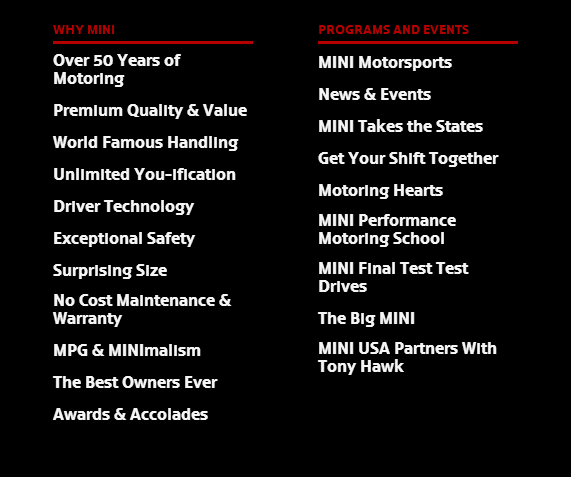 WHY MINI
Over 50 Years of
Motoring
Premium Quality & Value
World Famous Handling
Unlimited You-ification
Driver Technology
Exceptional Safety
Surprising Size
No Cost Maintenance &
Warranty
MPG & MINImalism
The Best Owners Ever
Awards & Accolades
PROGRAMS AND EVENTS
MINI Motorsports
News & Events
MINI Takes the States
Get Your Shift Together
Motoring Hearts
MINI Performance
Motoring School
MINI Final Test Test
Drives
The Big MINI
MINI USA Partners With
Tony Hawk